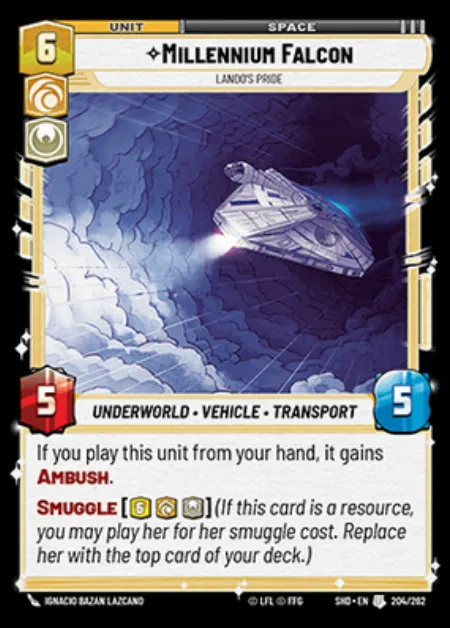 6
UNIT
SPACE
MILLENNIUM FALCON
LANDO'S PRIDE
5
UNDERWORLD • VEHICLE • TRANSPORT
5
If you play this unit from your hand, it gains
AMBUSH.
SMUGGLE [6] (If this card is a resource,
you may play her for her smuggle cost. Replace
her with the top card of your deck.)
IGNACIO BAZAN LAZCANO
© LFL © FFG
SHD • EN
204/262